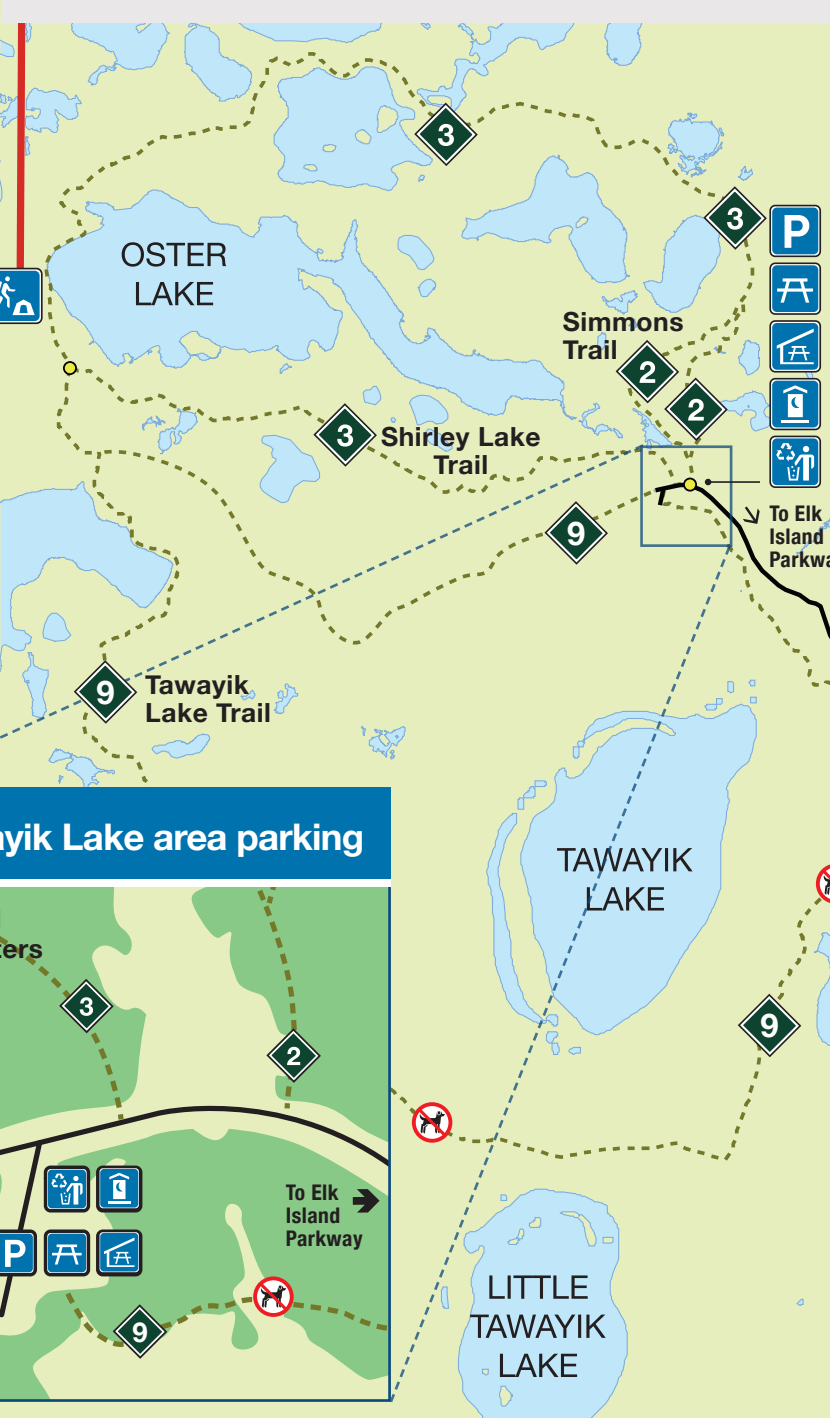 3
3
P
OSTER
LAKE
Simmons
Trail
2
2
3
Shirley Lake
Trail
9
To Elk
Island
9
Tawayik
Lake Trail
Lake area parking
TAWAYIK
LAKE
3
2
9
To Elk
Island
Parkway
P
9
LITTLE
TAWAYIK
LAKE